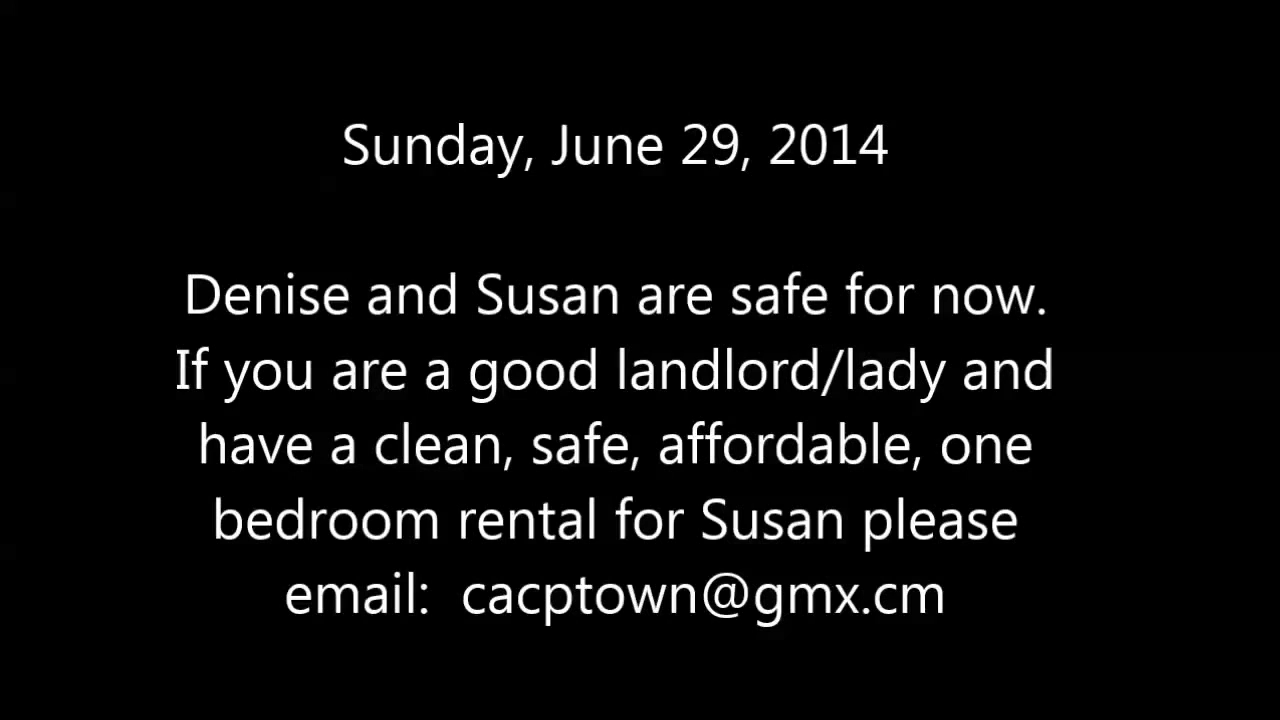 Sunday, June 29, 2014
Denise and Susan are safe for now.
If you are a good landlord/lady and
have a clean, safe, affordable, one
bedroom rental for Susan please
email:  cacptown@gmx.cm